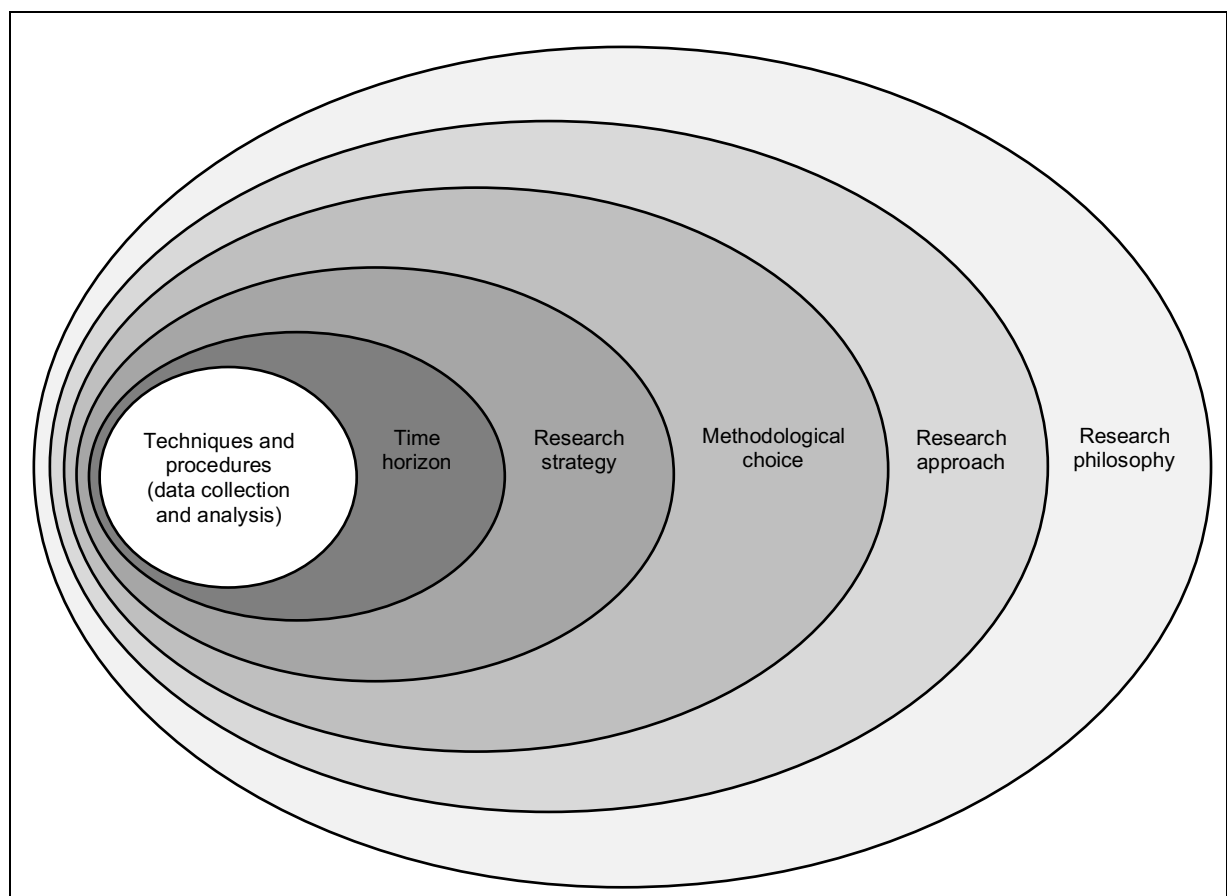 Techniques and
procedures
(data collection
and analysis)
Time
horizon
Research
strategy
Methodological
choice
Research
approach
Research
philosophy